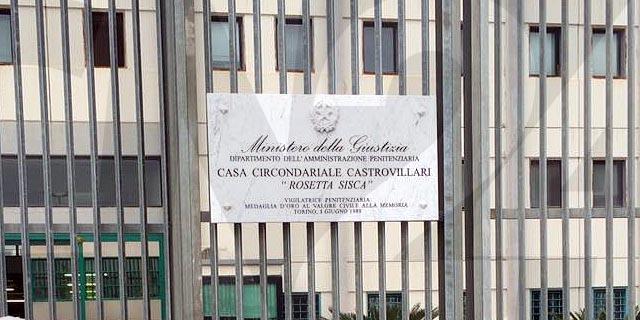 Ministero della Giustizia
DIPARTIMENTO DELL'AMMINISTRAZIONE PENITENZIARIA
CASA CIRCONDARIALE CASTROVILLARI
"ROSETTA SISCA"
VIGILATRICE PENITENZIARIA
MEDAGLIA D'ORO AL VALORE CIVILE ALLA MEMORIA
TORINO, 3 GIUGNO 1989